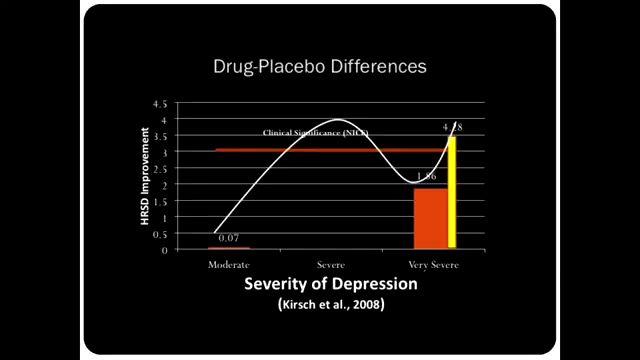 Drug-Placebo Differences
4.5
4
3.5
3
2.5
2
1.5
1
0.5
0
HRSD Improvement
Clinical Significance (NICE)
4.28
1.86
0.07
Moderate Severe Very Severe
Severity of Depression
(Kirsch et al., 2008)